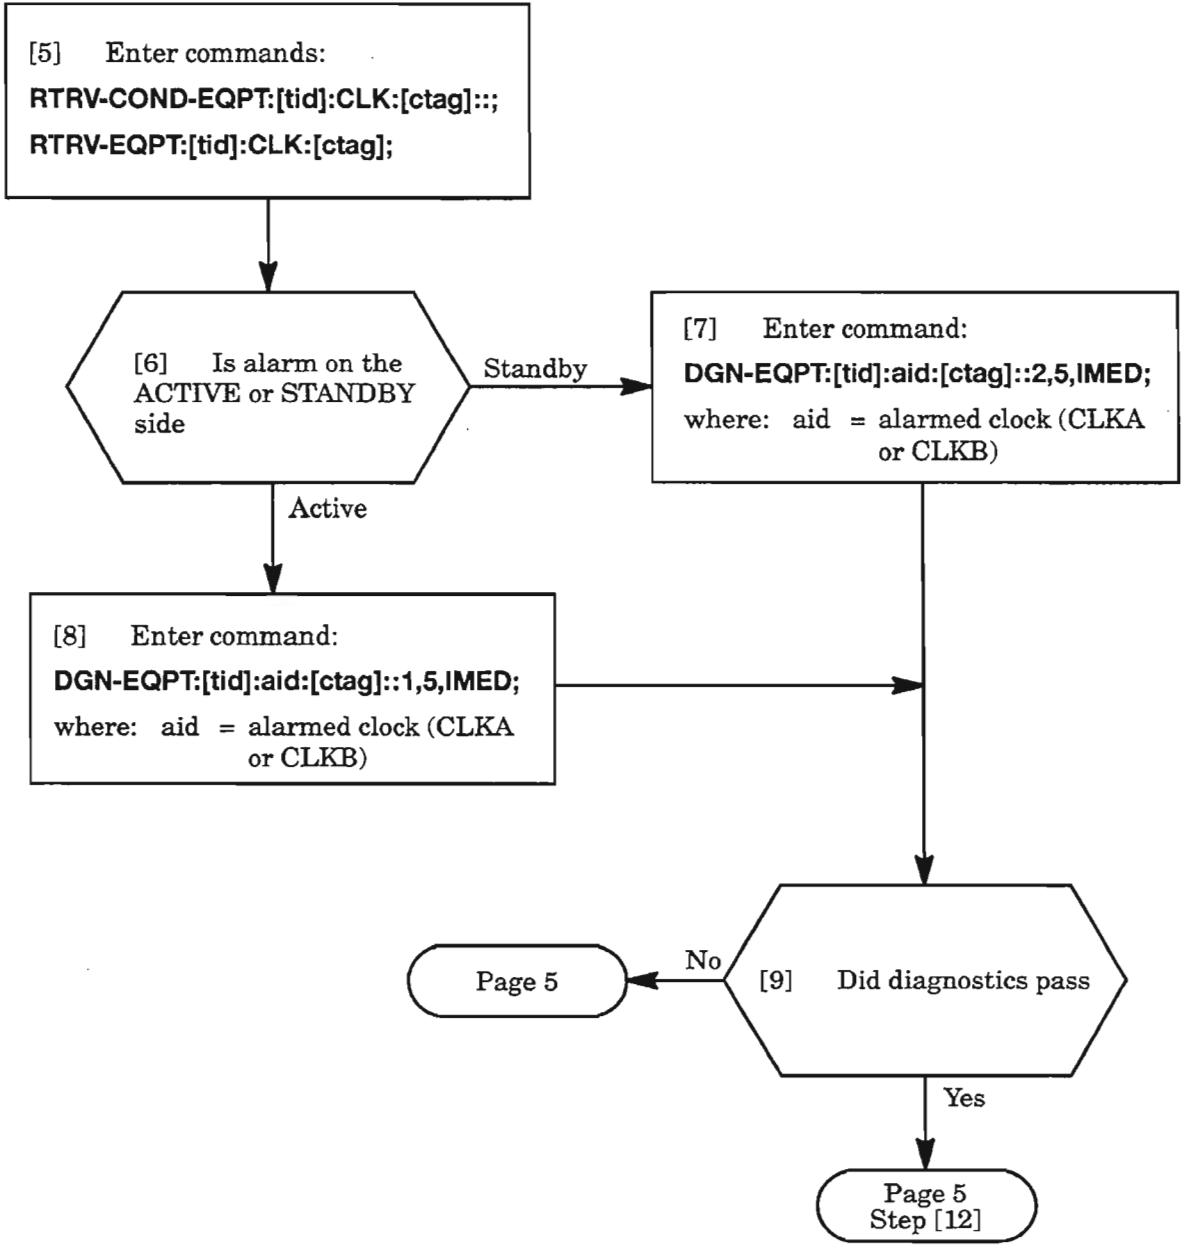 [5] Enter commands:
RTRV-COND-EQPT:[tid]:CLK:[ctag]::;
RTRV-EQPT:[tid]:CLK:[ctag];
[6] Is alarm on the
ACTIVE or STANDBY
side
Standby
[7] Enter command:
DGN-EQPT:[tid]:aid:[ctag]::2,5,IMED;
where: aid = alarmed clock (CLKA
or CLKB)
Active
[8] Enter command:
DGN-EQPT:[tid]:aid:[ctag]::1,5,IMED;
where: aid = alarmed clock (CLKA
or CLKB)
[9] Did diagnostics pass
No
Page 5
Yes
Page 5
Step [12]